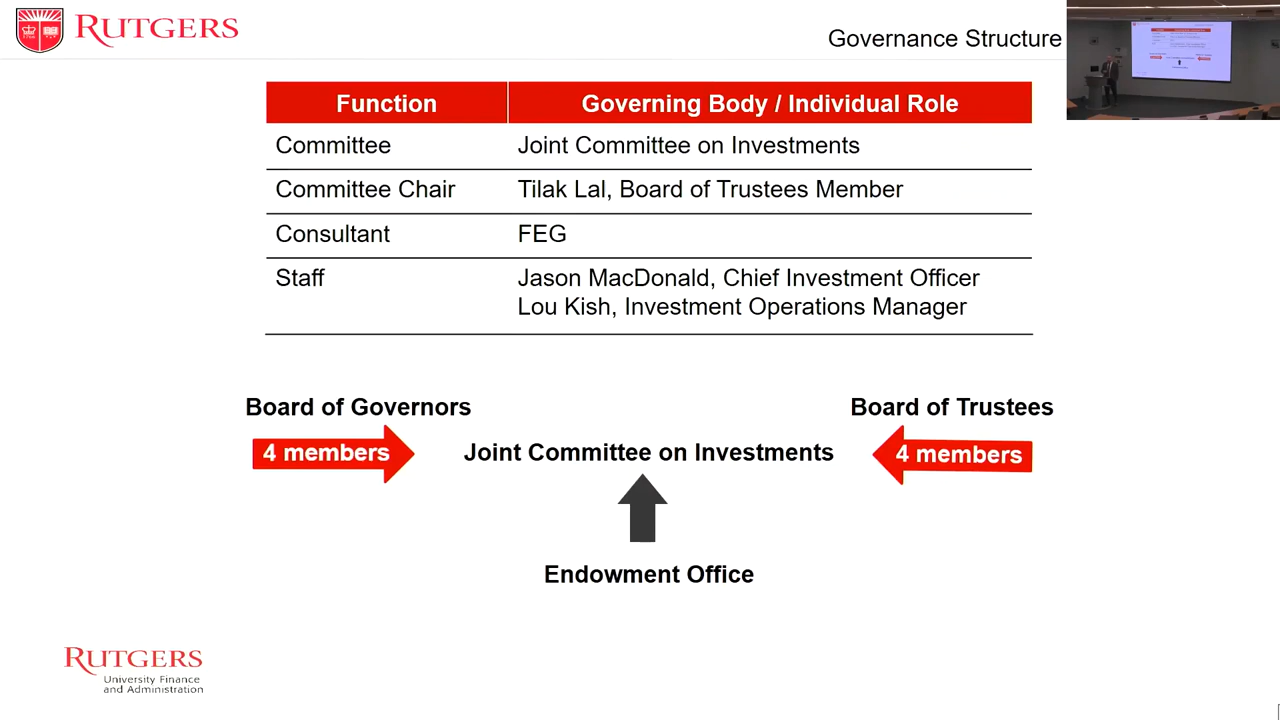 RUTGERS
Governance Structure
Function Governing Body / Individual Role
Committee Joint Committee on Investments
Committee Chair Tilak Lal, Board of Trustees Member
Consultant FEG
Staff Jason MacDonald, Chief Investment Officer
Lou Kish, Investment Operations Manager
Board of Governors Board of Trustees
4 members Joint Committee on Investments 4 members
Endowment Office
RUTGERS
University Finance
and Administration